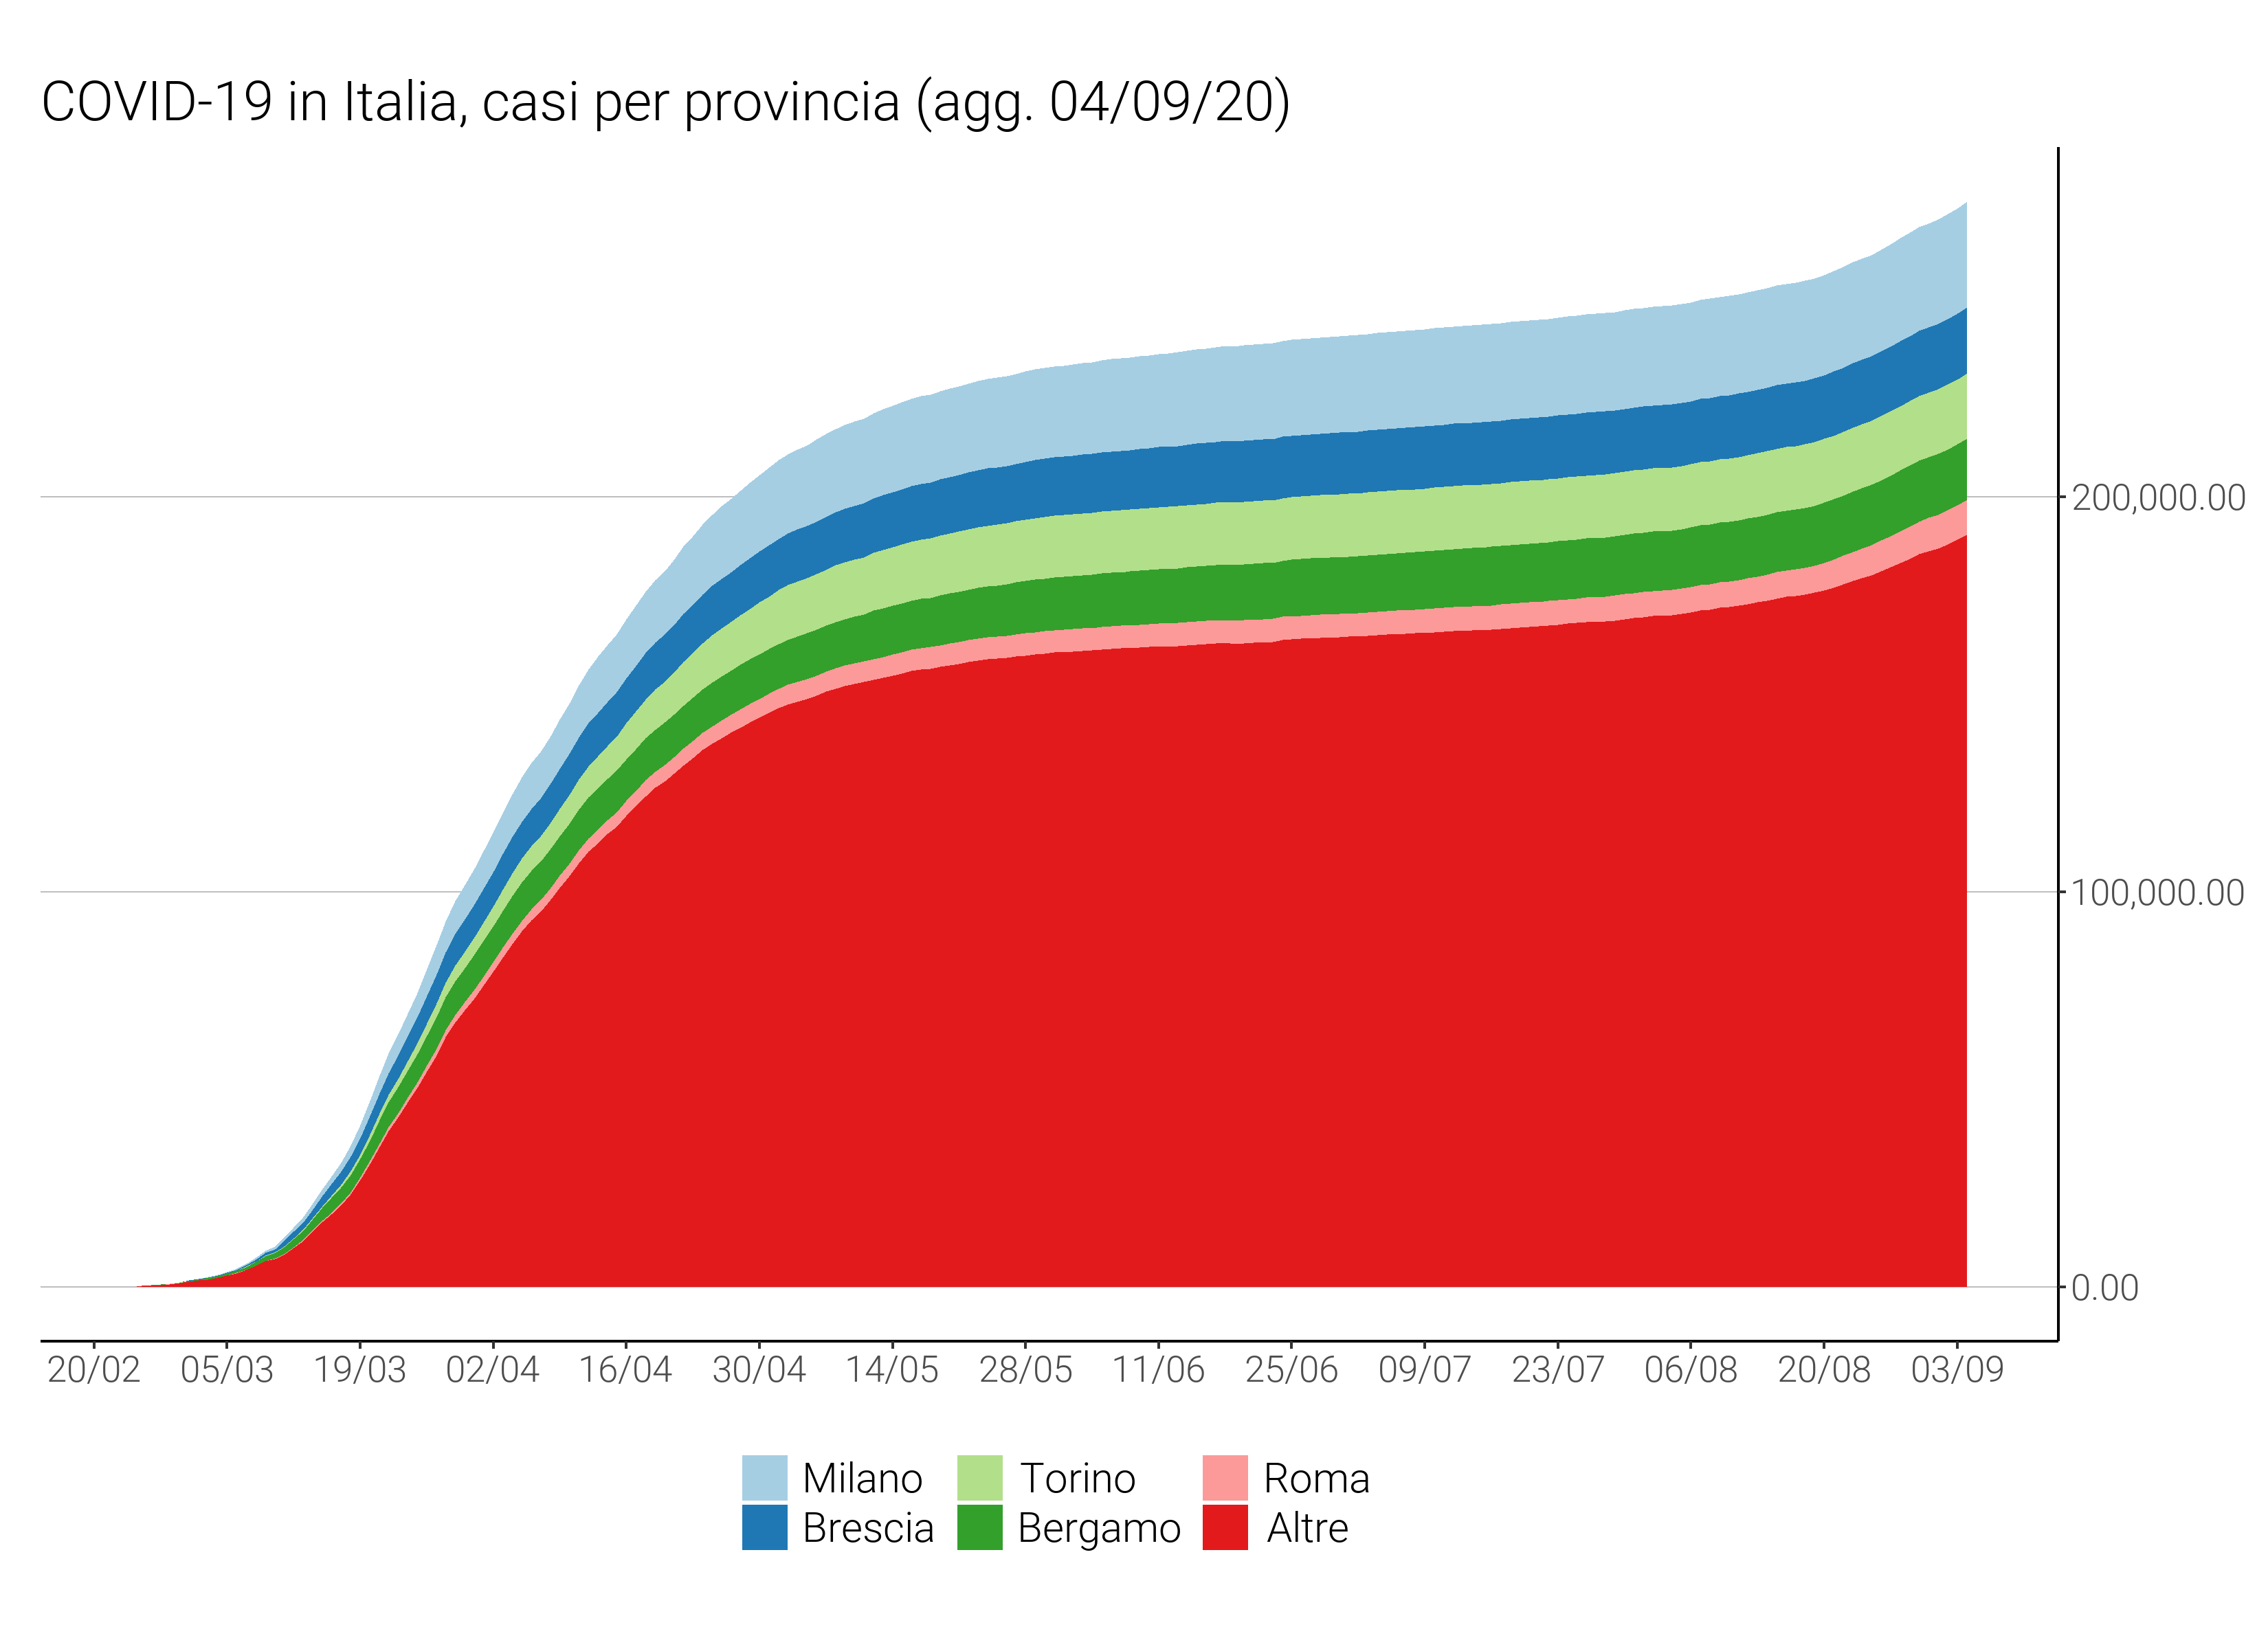 COVID-19 in Italia, casi per provincia (agg. 04/09/20)
200,000.00
100,000.00
0.00
20/02 05/03 19/03 02/04 16/04 30/04 14/05 28/05 11/06 25/06 09/07 23/07 06/08 20/08 03/09
Milano Torino Roma
Brescia Bergamo Altre